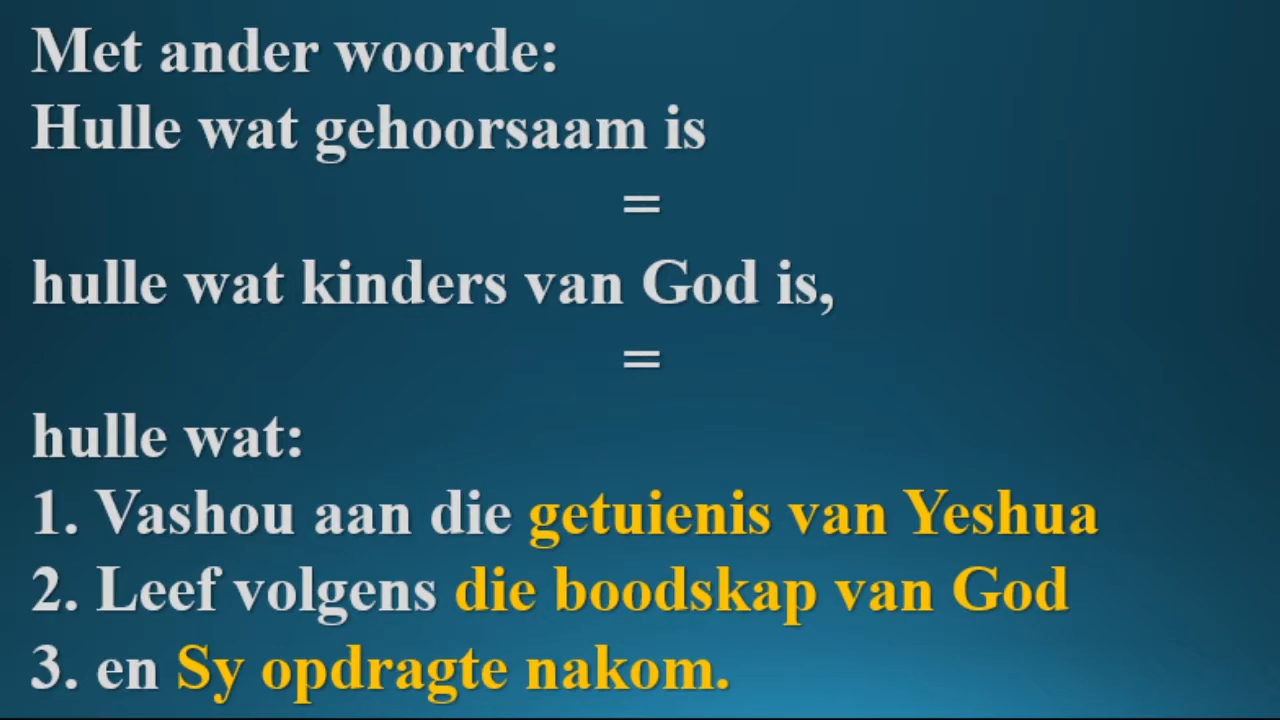 Met ander woorde:
Hulle wat gehoorsaam is
=
hulle wat kinders van God is,
=
hulle wat:
1. Vashou aan die getuienis van Yeshua
2. Leef volgens die boodskap van God
3. en Sy opdragte nakom.